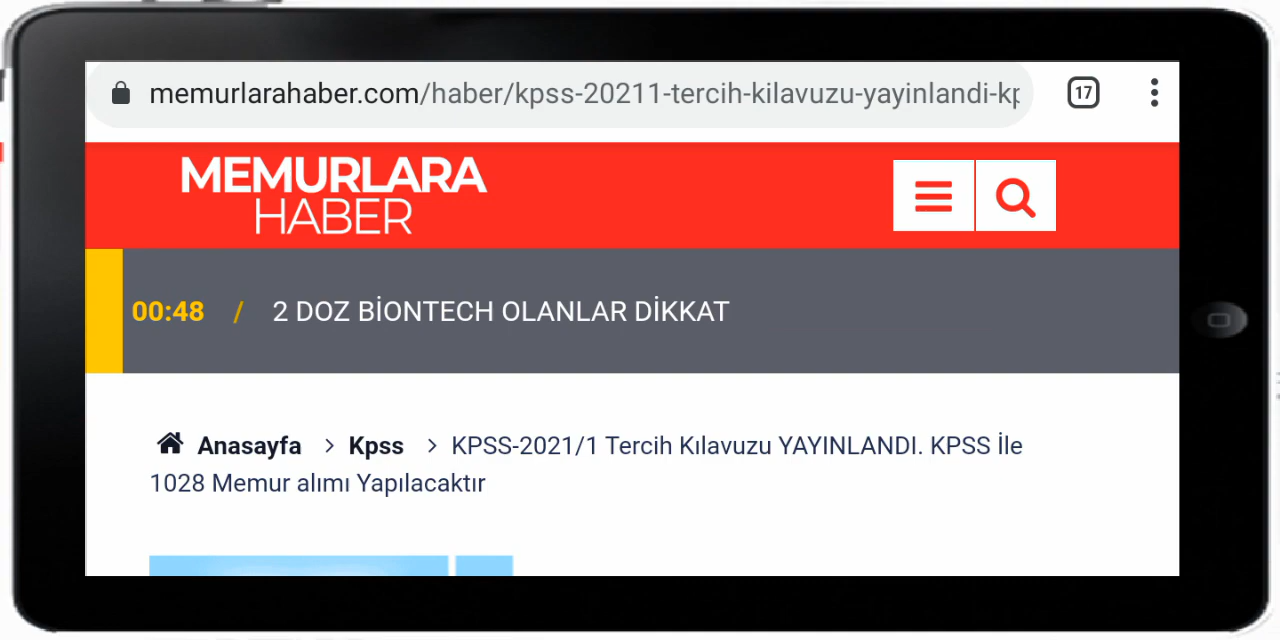 memurlarahaber.com/haber/kpss-20211-tercih-kilavuzu-yayinlandi-kp
17
MEMURLARA
HABER
00:48 / 2 DOZ BİONTECH OLANLAR DİKKAT
Anasayfa > Kpss > KPSS-2021/1 Tercih Kılavuzu YAYINLANDI. KPSS İle
1028 Memur alımı Yapılacaktır